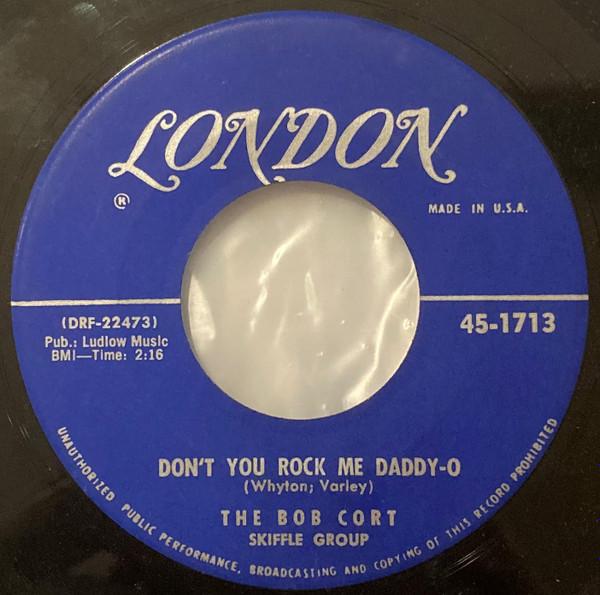 LONDON
®
MADE IN U.S.A.
(DRF-22473)
Pub.: Ludlow Music
BMI—Time: 2:16
45-1713
DON'T YOU ROCK ME DADDY-O
(Whyton; Varley)
THE BOB CORT
SKIFFLE GROUP
UNAUTHORIZED PUBLIC PERFORMANCE, BROADCASTING AND COPYING OF THIS RECORD PROHIBITED